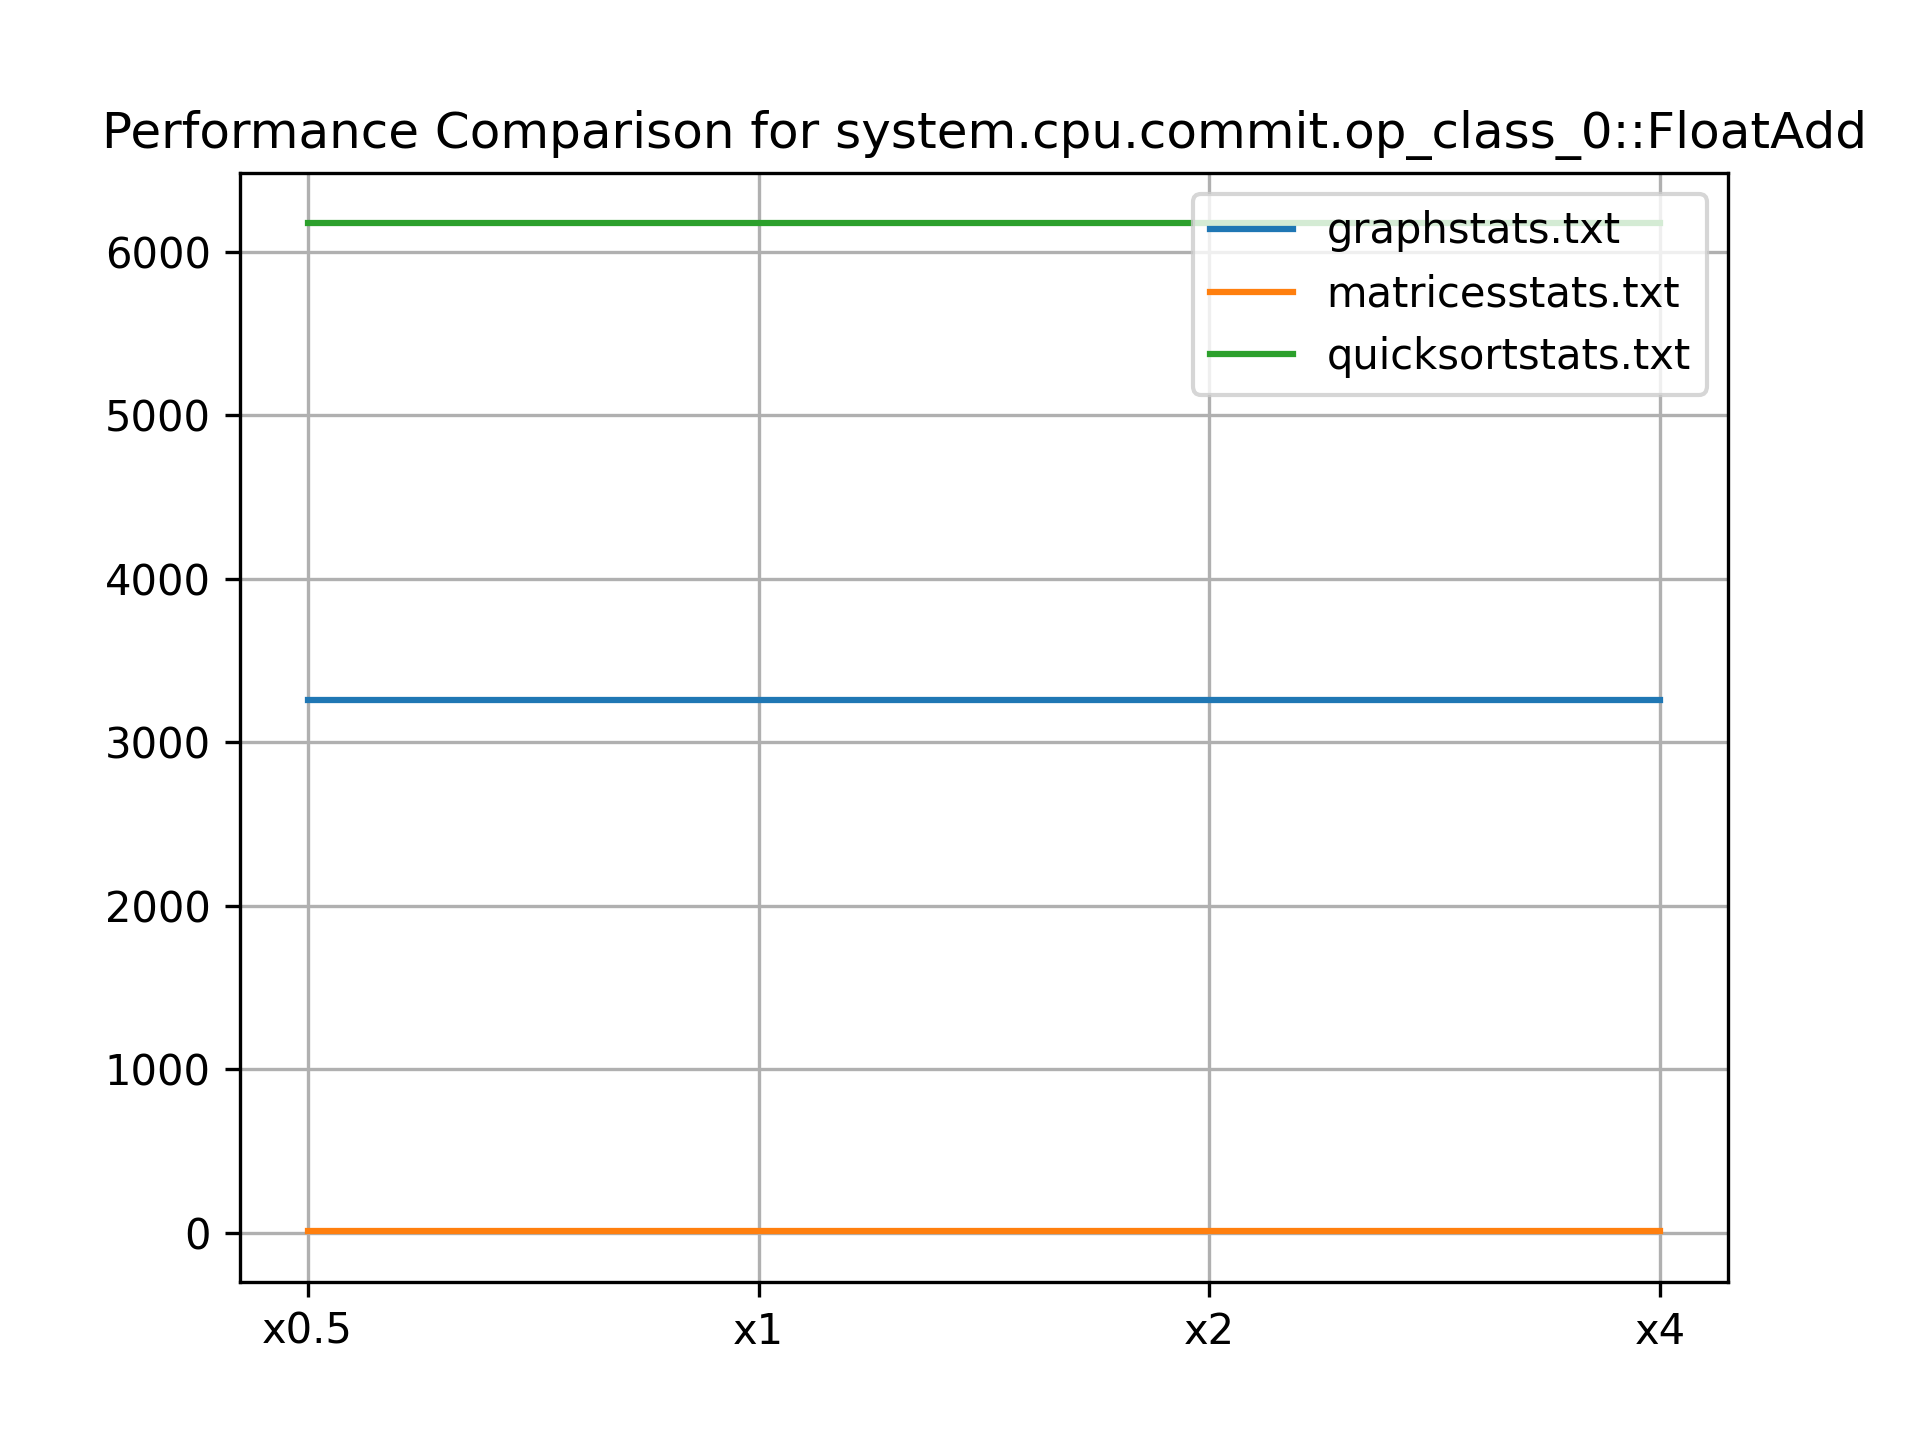 Performance Comparison for system.cpu.commit.op_class_0::FloatAdd
graphstats.txt
matricesstats.txt
quicksortstats.txt
6000
5000
4000
3000
2000
1000
0
x0.5 x1 x2 x4